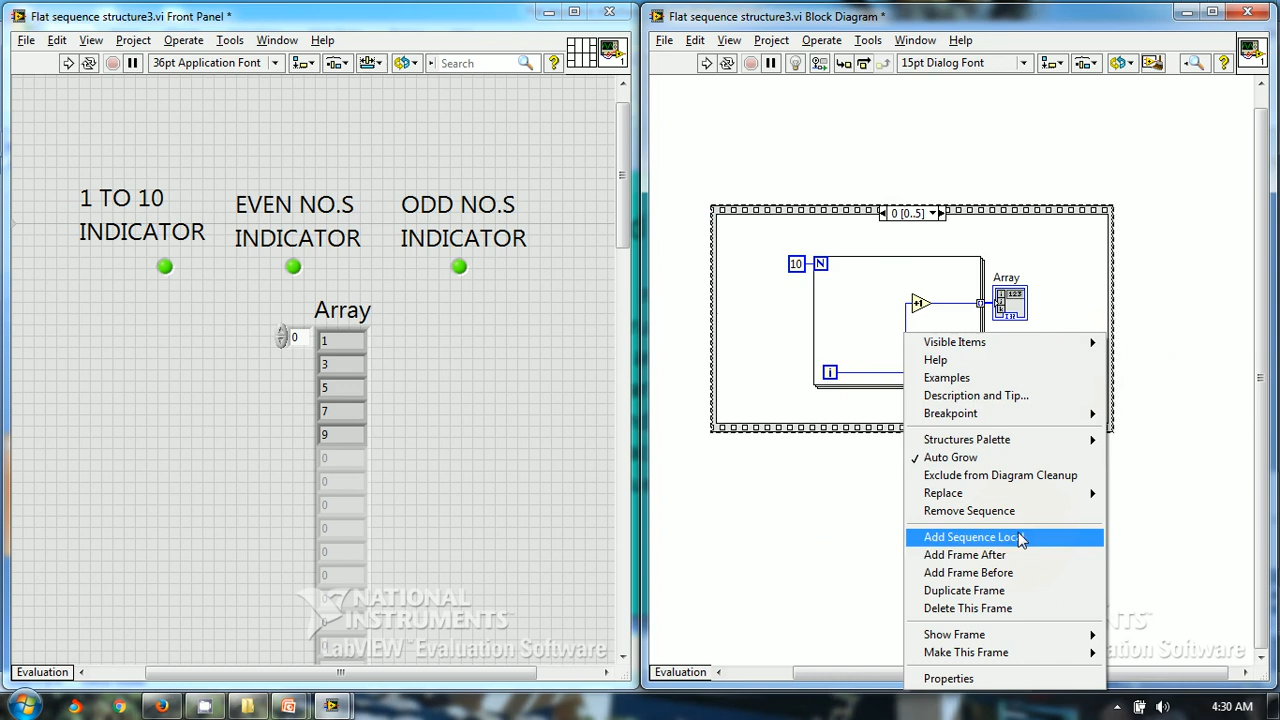 Flat sequence structure3.vi Front Panel *
File Edit View Project Operate Tools Window Help
36pt Application Font
Search
1
1 TO 10
INDICATOR
EVEN NO.S
INDICATOR
ODD NO.S
INDICATOR
Array
0
1
3
5
7
9
0
0
0
0
0
0
NATIONAL
INSTRUMENTS
LabVIEW Evaluation Software
Evaluation
Flat sequence structure3.vi Block Diagram *
File Edit View Project Operate Tools Window Help
15pt Dialog Font
1
0 [0..5]
10
N
+1
Array
i
Visible Items
Help
Examples
Description and Tip...
Breakpoint
Structures Palette
Auto Grow
Exclude from Diagram Cleanup
Replace
Remove Sequence
Add Sequence
Add Frame After
Add Frame Before
Duplicate Frame
Delete This Frame
Show Frame
Make This Frame
Properties
Evaluation
4:30 AM